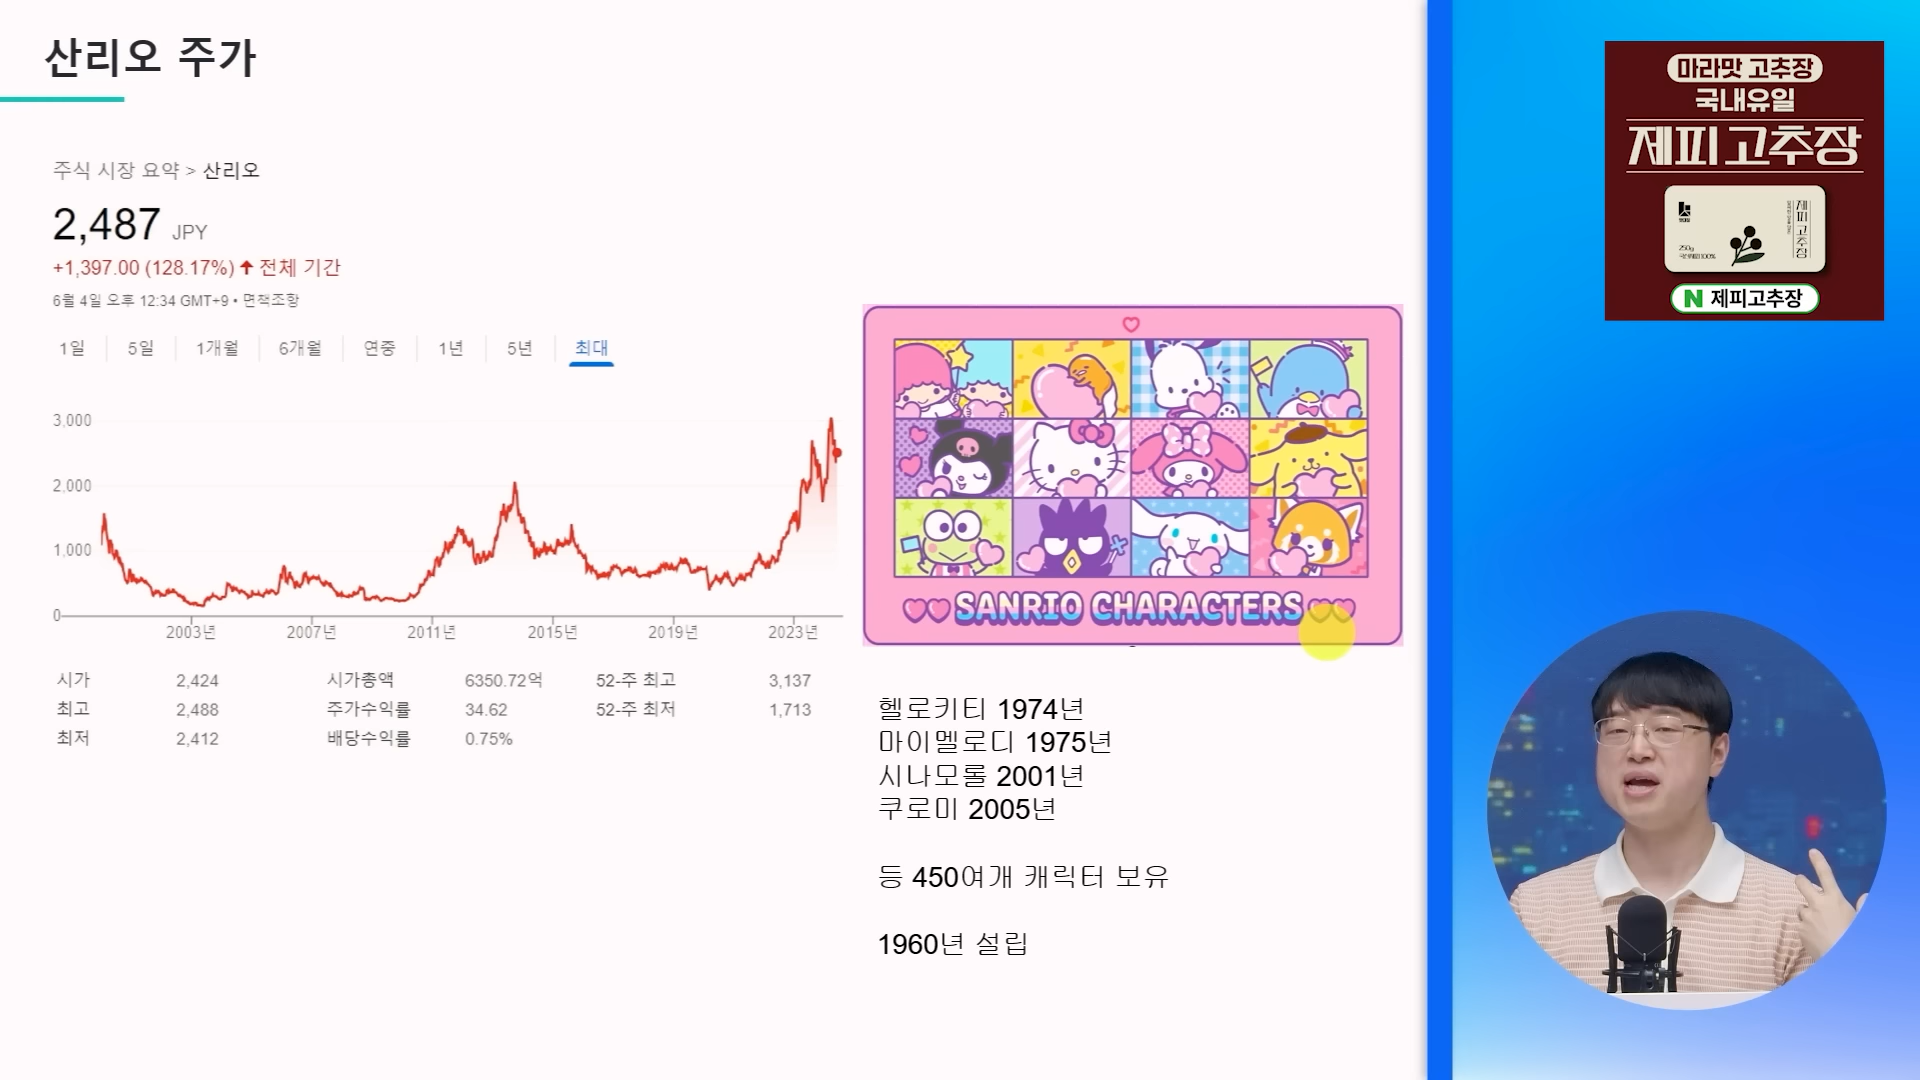 산리오 주가
주식 시장 요약 > 산리오
2,487 JPY
+1,397.00 (128.17%) ↑ 전체 기간
6월 4일 오후 12:34 GMT+9 • 면책조항
1일 5일 1개월 6개월 연중 1년 5년 최대
3,000
2,000
1,000
0
2003년 2007년 2011년 2015년 2019년 2023년
시가 2,424 시가총액 6350.72억 52-주 최고 3,137
최고 2,488 주가수익률 34.62 52-주 최저 1,713
최저 2,412 배당수익률 0.75%
SANRIO CHARACTERS
헬로키티 1974년
마이멜로디 1975년
시나모롤 2001년
쿠로미 2005년
등 450여개 캐릭터 보유
1960년 설립
마라맛 고추장
국내유일
제피고추장
제피고추장
250g
N 제피고추장